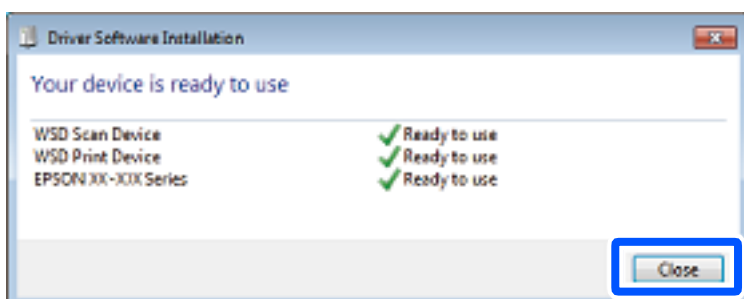 Driver Software Installation
Your device is ready to use
WSD Scan Device Ready to use
WSD Print Device Ready to use
EPSON XX-XXX Series Ready to use
Close